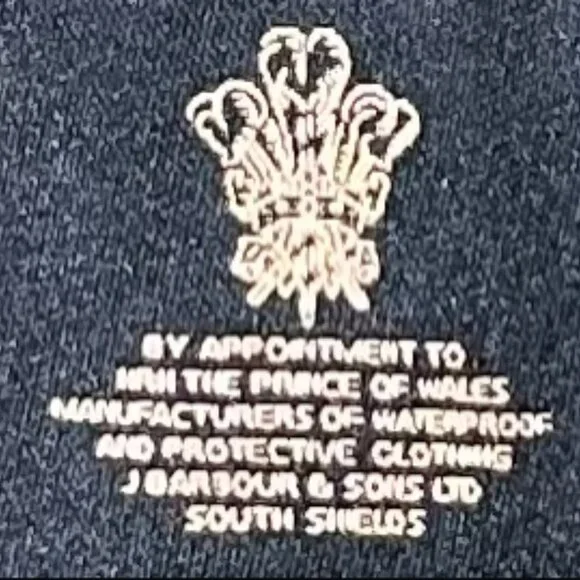 BY APPOINTMENT TO
HRH THE PRINCE OF WALES
MANUFACTURERS OF WATERPROOF
AND PROTECTIVE CLOTHING
J BARBOUR & SONS LTD
SOUTH SHIELDS